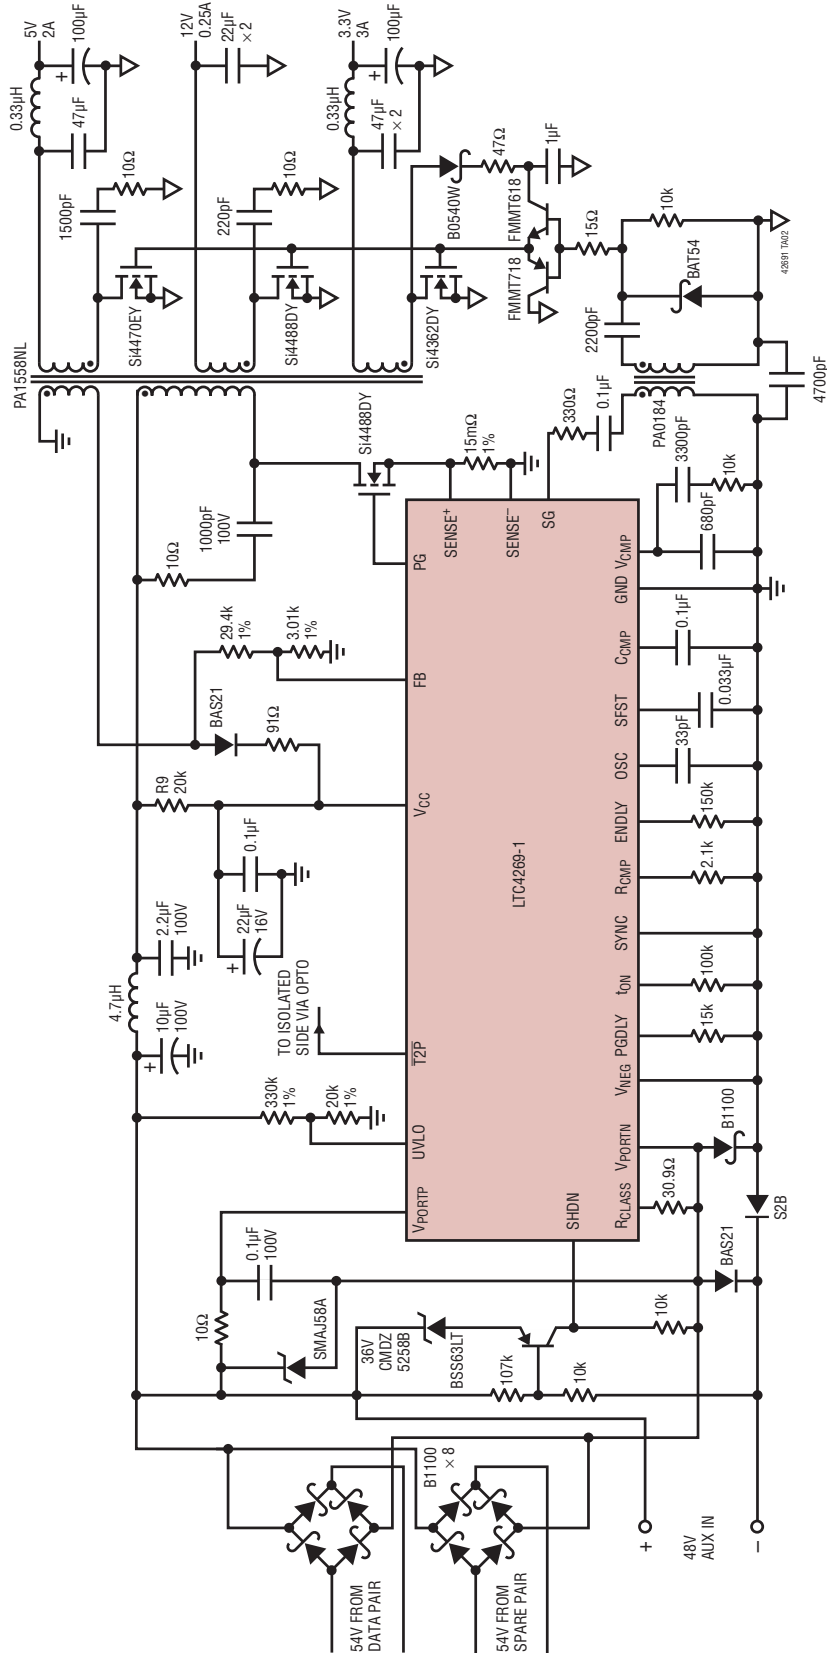 54V FROM
DATA PAIR
54V FROM
SPARE PAIR
B1100
× 8
48V
AUX IN
+
–
10Ω
SMAJ58A
0.1µF
100V
36V
CMDZ
5258B
BSS63LT
107k
10k
10k
BAS21
S2B
B1100
30.9Ω
330k
1%
20k
1%
TO ISOLATED
SIDE VIA OPTO
+
10µF
100V
4.7µH
2.2µF
100V
+
22µF
16V
0.1µF
R9
20k
BAS21
91Ω
29.4k
1%
3.01k
1%
10Ω
1000pF
100V
LTC4269-1
VPORTP
UVLO
T2P
VCC
FB
PG
SENSE+
SENSE–
SG
SHDN
RCLASS
VPORTN
VNEG
PGDLY
tON
SYNC
RCMP
ENDLY
OSC
SFST
CCMP
GND
VCMP
15k
100k
2.1k
150k
33pF
0.033µF
0.1µF
680pF
10k
3300pF
Si4488DY
15mΩ
1%
330Ω
0.1µF
PA0184
4700pF
2200pF
BAT54
10k
15Ω
FMMT718
FMMT618
1µF
47Ω
B0540W
PA1558NL
Si4470EY
Si4488DY
Si4362DY
1500pF
10Ω
220pF
10Ω
0.33µH
47µF
+
100µF
5V
2A
22µF
× 2
12V
0.25A
0.33µH
47µF
× 2
+
100µF
3.3V
3A
42691 TA02